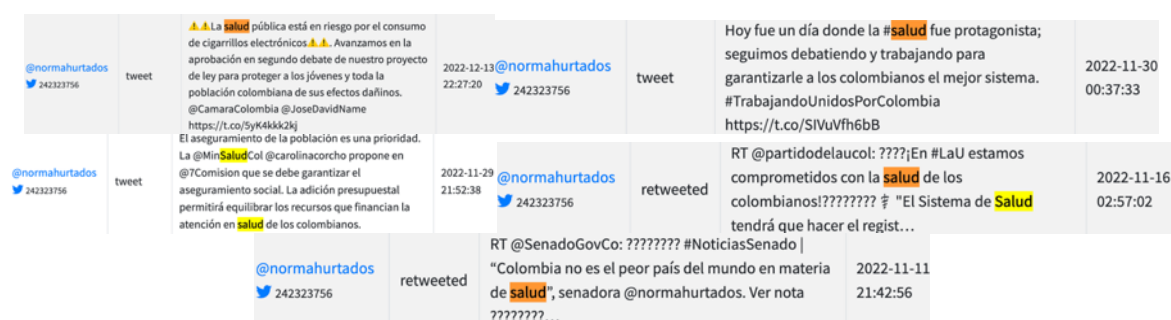 ⚠️⚠️La salud pública está en riesgo por el consumo
de cigarrillos electrónicos⚠️⚠️. Avanzamos en la
aprobación en segundo debate de nuestro proyecto
de ley para proteger a los jóvenes y toda la
población colombiana de sus efectos dañinos.
@CamaraColombia @JoseDavidName
https://t.co/5yK4kkk2kj
@normahurtados
242323756
tweet
2022-12-13
22:27:20
@normahurtados
242323756
tweet
Hoy fue un día donde la #salud fue protagonista;
seguimos debatiendo y trabajando para
garantizarle a los colombianos el mejor sistema.
#TrabajandoUnidosPorColombia
https://t.co/SIVuVfh6bB
2022-11-30
00:37:33
@normahurtados
242323756
tweet
El aseguramiento de la población es una prioridad.
La @MinSaludCol @carolinacorcho propone en
@7Comision que se debe garantizar el
aseguramiento social. La adición presupuestal
permitirá equilibrar los recursos que financian la
atención en salud de los colombianos.
2022-11-29
21:52:38
@normahurtados
242323756
retweeted
RT @partidodelaucol: ????¡En #LaU estamos
comprometidos con la salud de los
colombianos!???????? "El Sistema de Salud
tendrá que hacer el regist…
2022-11-16
02:57:02
@normahurtados
242323756
retweeted
RT @SenadoGovCo: ???????? #NoticiasSenado |
“Colombia no es el peor país del mundo en materia
de salud”, senadora @normahurtados. Ver nota
????????…
2022-11-11
21:42:56